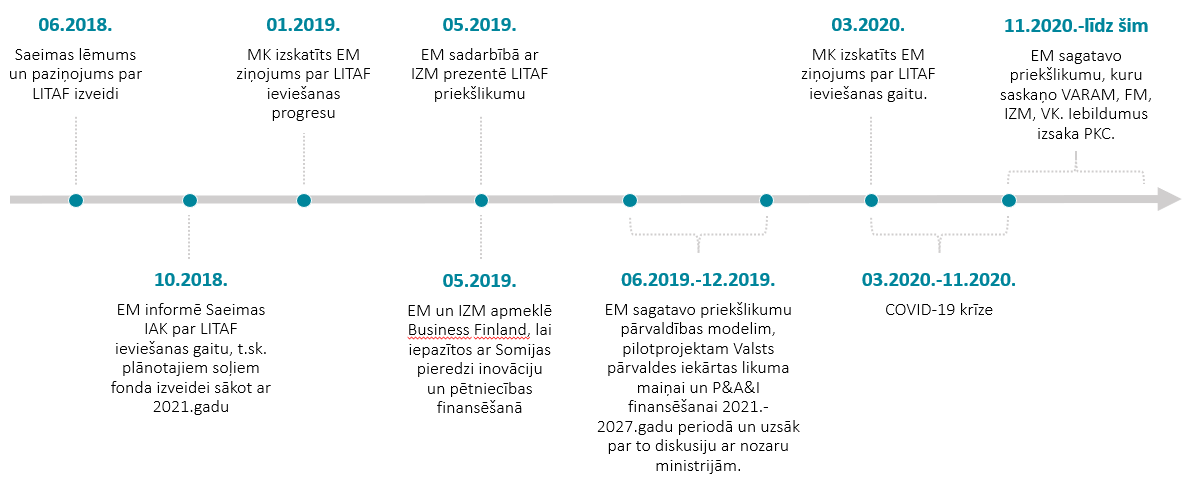 06.2018.
Saeimas lēmums
un paziņojums par
LITAF izveidi
01.2019.
MK izskatīts EM
ziņojums par LITAF
ieviešanas
progresu
05.2019.
EM sadarbībā ar
IZM prezentē LITAF
priekšlikumu
03.2020.
MK izskatīts EM
ziņojums par LITAF
ieviešanas gaitu.
11.2020.-līdz šim
EM sagatavo
priekšlikumu, kuru
saskaņo VARAM, FM,
IZM, VK. Iebildumus
izsaka PKC.
10.2018.
EM informē Saeimas
IAK par LITAF
ieviešanas gaitu, t.sk.
plānotajiem soļiem
fonda izveidei sākot ar
2021.gadu
05.2019.
EM un IZM apmeklē
Business Finland, lai
iepazītos ar Somijas
pieredzi inovāciju
un pētniecības
finansēšanā
06.2019.-12.2019.
EM sagatavo priekšlikumu
pārvaldības modelim,
pilotprojektam Valsts
pārvaldes iekārtas likuma
maiņai un P&A&I
finansēšanai 2021.-
2027.gadu periodā un uzsāk
par to diskusiju ar nozaru
ministrijām.
03.2020.-11.2020.
COVID-19 krīze